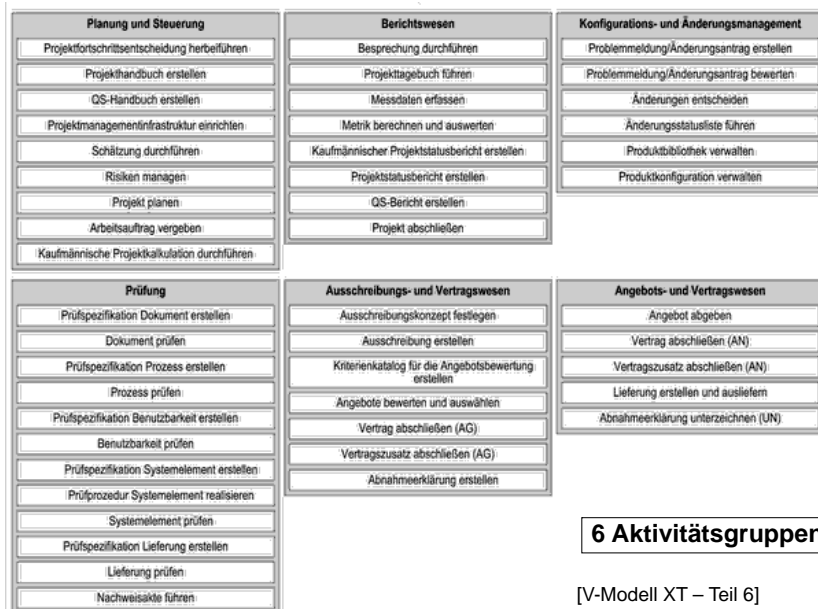 Planung und Steuerung
Projektfortschrittsentscheidung herbeiführen
Projekthandbuch erstellen
QS-Handbuch erstellen
Projektmanagementinfrastruktur einrichten
Schätzung durchführen
Risiken managen
Projekt planen
Arbeitsauftrag vergeben
Kaufmännische Projektkalkulation durchführen
Berichtswesen
Besprechung durchführen
Projekttagebuch führen
Messdaten erfassen
Metrik berechnen und auswerten
Kaufmännischer Projektstatusbericht erstellen
Projektstatusbericht erstellen
QS-Bericht erstellen
Projekt abschließen
Konfigurations- und Änderungsmanagement
Problemmeldung/Änderungsantrag erstellen
Problemmeldung/Änderungsantrag bewerten
Änderungen entscheiden
Änderungsstatusliste führen
Produktbibliothek verwalten
Produktkonfiguration verwalten
Prüfung
Prüfspezifikation Dokument erstellen
Dokument prüfen
Prüfspezifikation Prozess erstellen
Prozess prüfen
Prüfspezifikation Benutzbarkeit erstellen
Benutzbarkeit prüfen
Prüfspezifikation Systemelement erstellen
Prüfprozedur Systemelement realisieren
Systemelement prüfen
Prüfspezifikation Lieferung erstellen
Lieferung prüfen
Nachweisakte führen
Ausschreibungs- und Vertragswesen
Ausschreibungskonzept festlegen
Ausschreibung erstellen
Kriterienkatalog für die Angebotsbewertung
erstellen
Angebote bewerten und auswählen
Vertrag abschließen (AG)
Vertragszusatz abschließen (AG)
Abnahmeerklärung erstellen
Angebots- und Vertragswesen
Angebot abgeben
Vertrag abschließen (AN)
Vertragszusatz abschließen (AN)
Lieferung erstellen und ausliefern
Abnahmeerklärung unterzeichnen (UN)
6 Aktivitätsgruppen
[V-Modell XT – Teil 6]